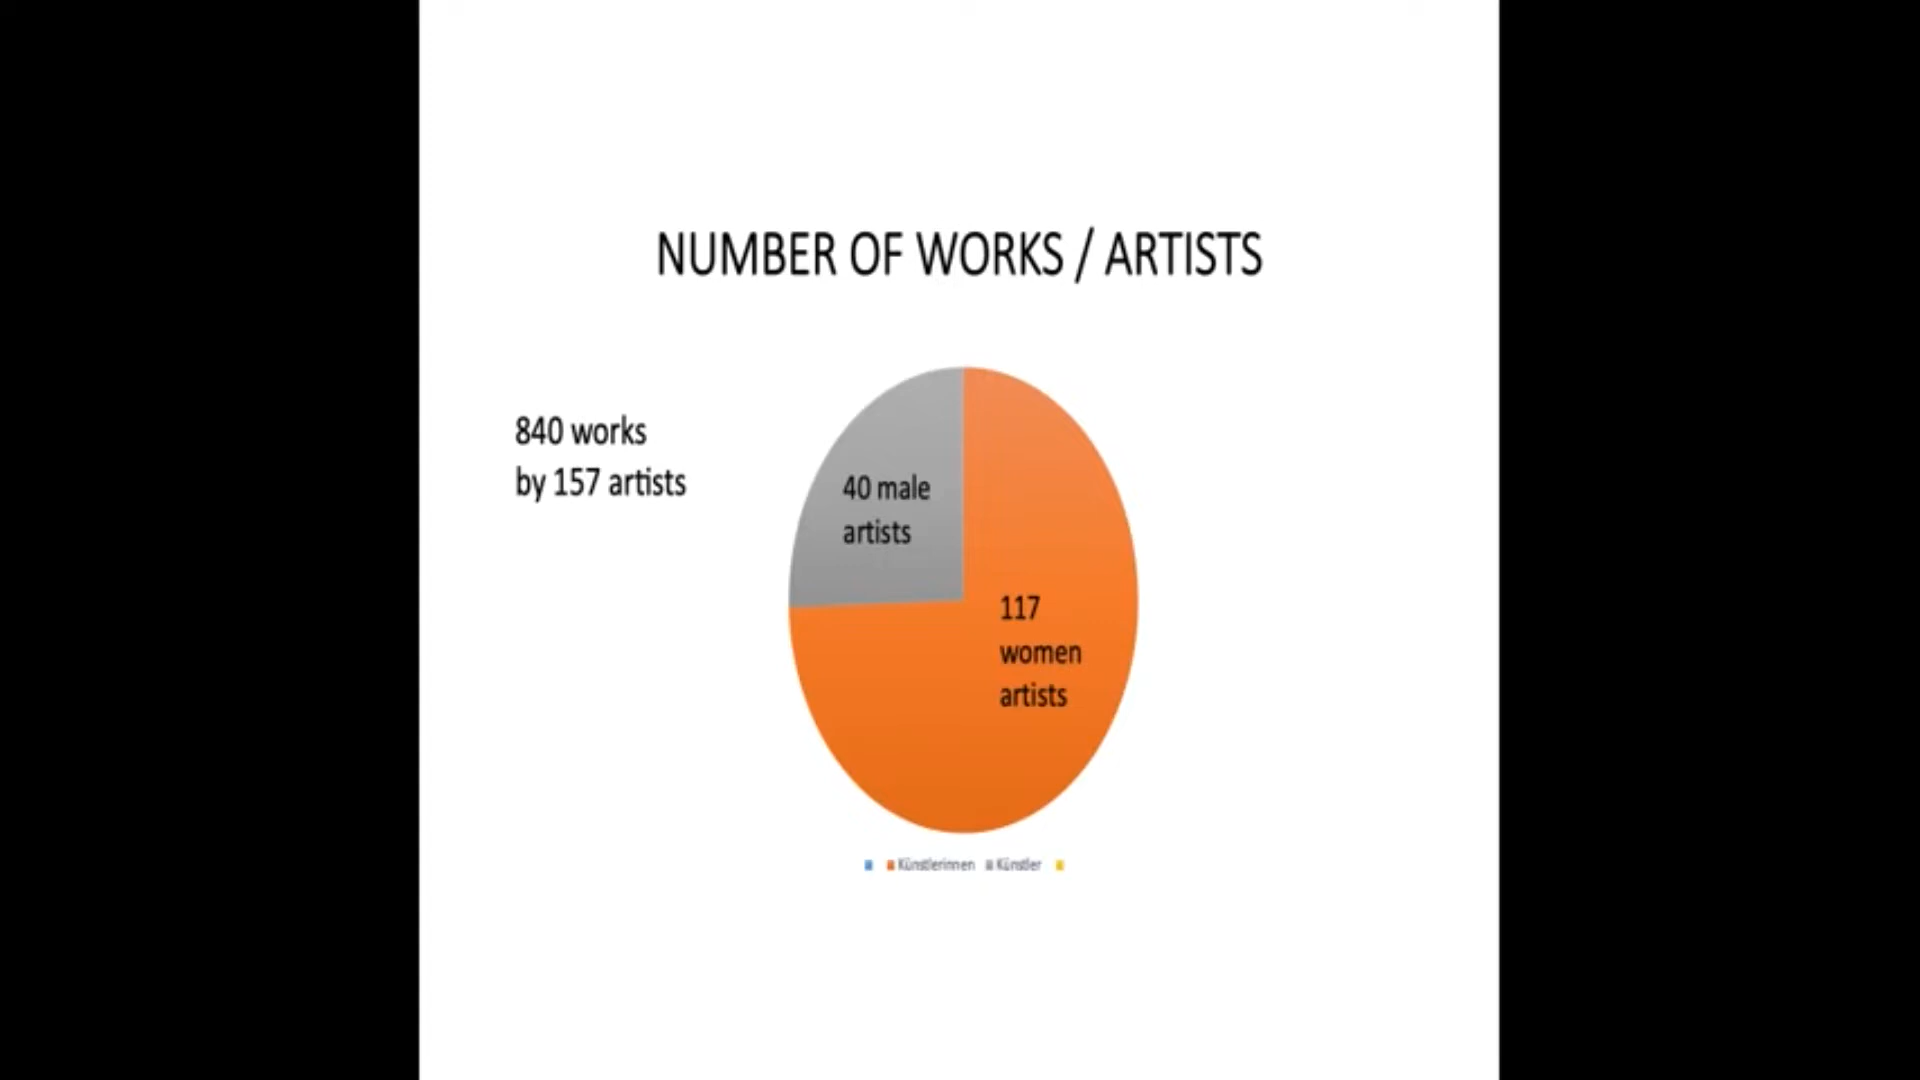 NUMBER OF WORKS / ARTISTS
840 works
by 157 artists
40 male
artists
117
women
artists
Künstlerinnen Künstler